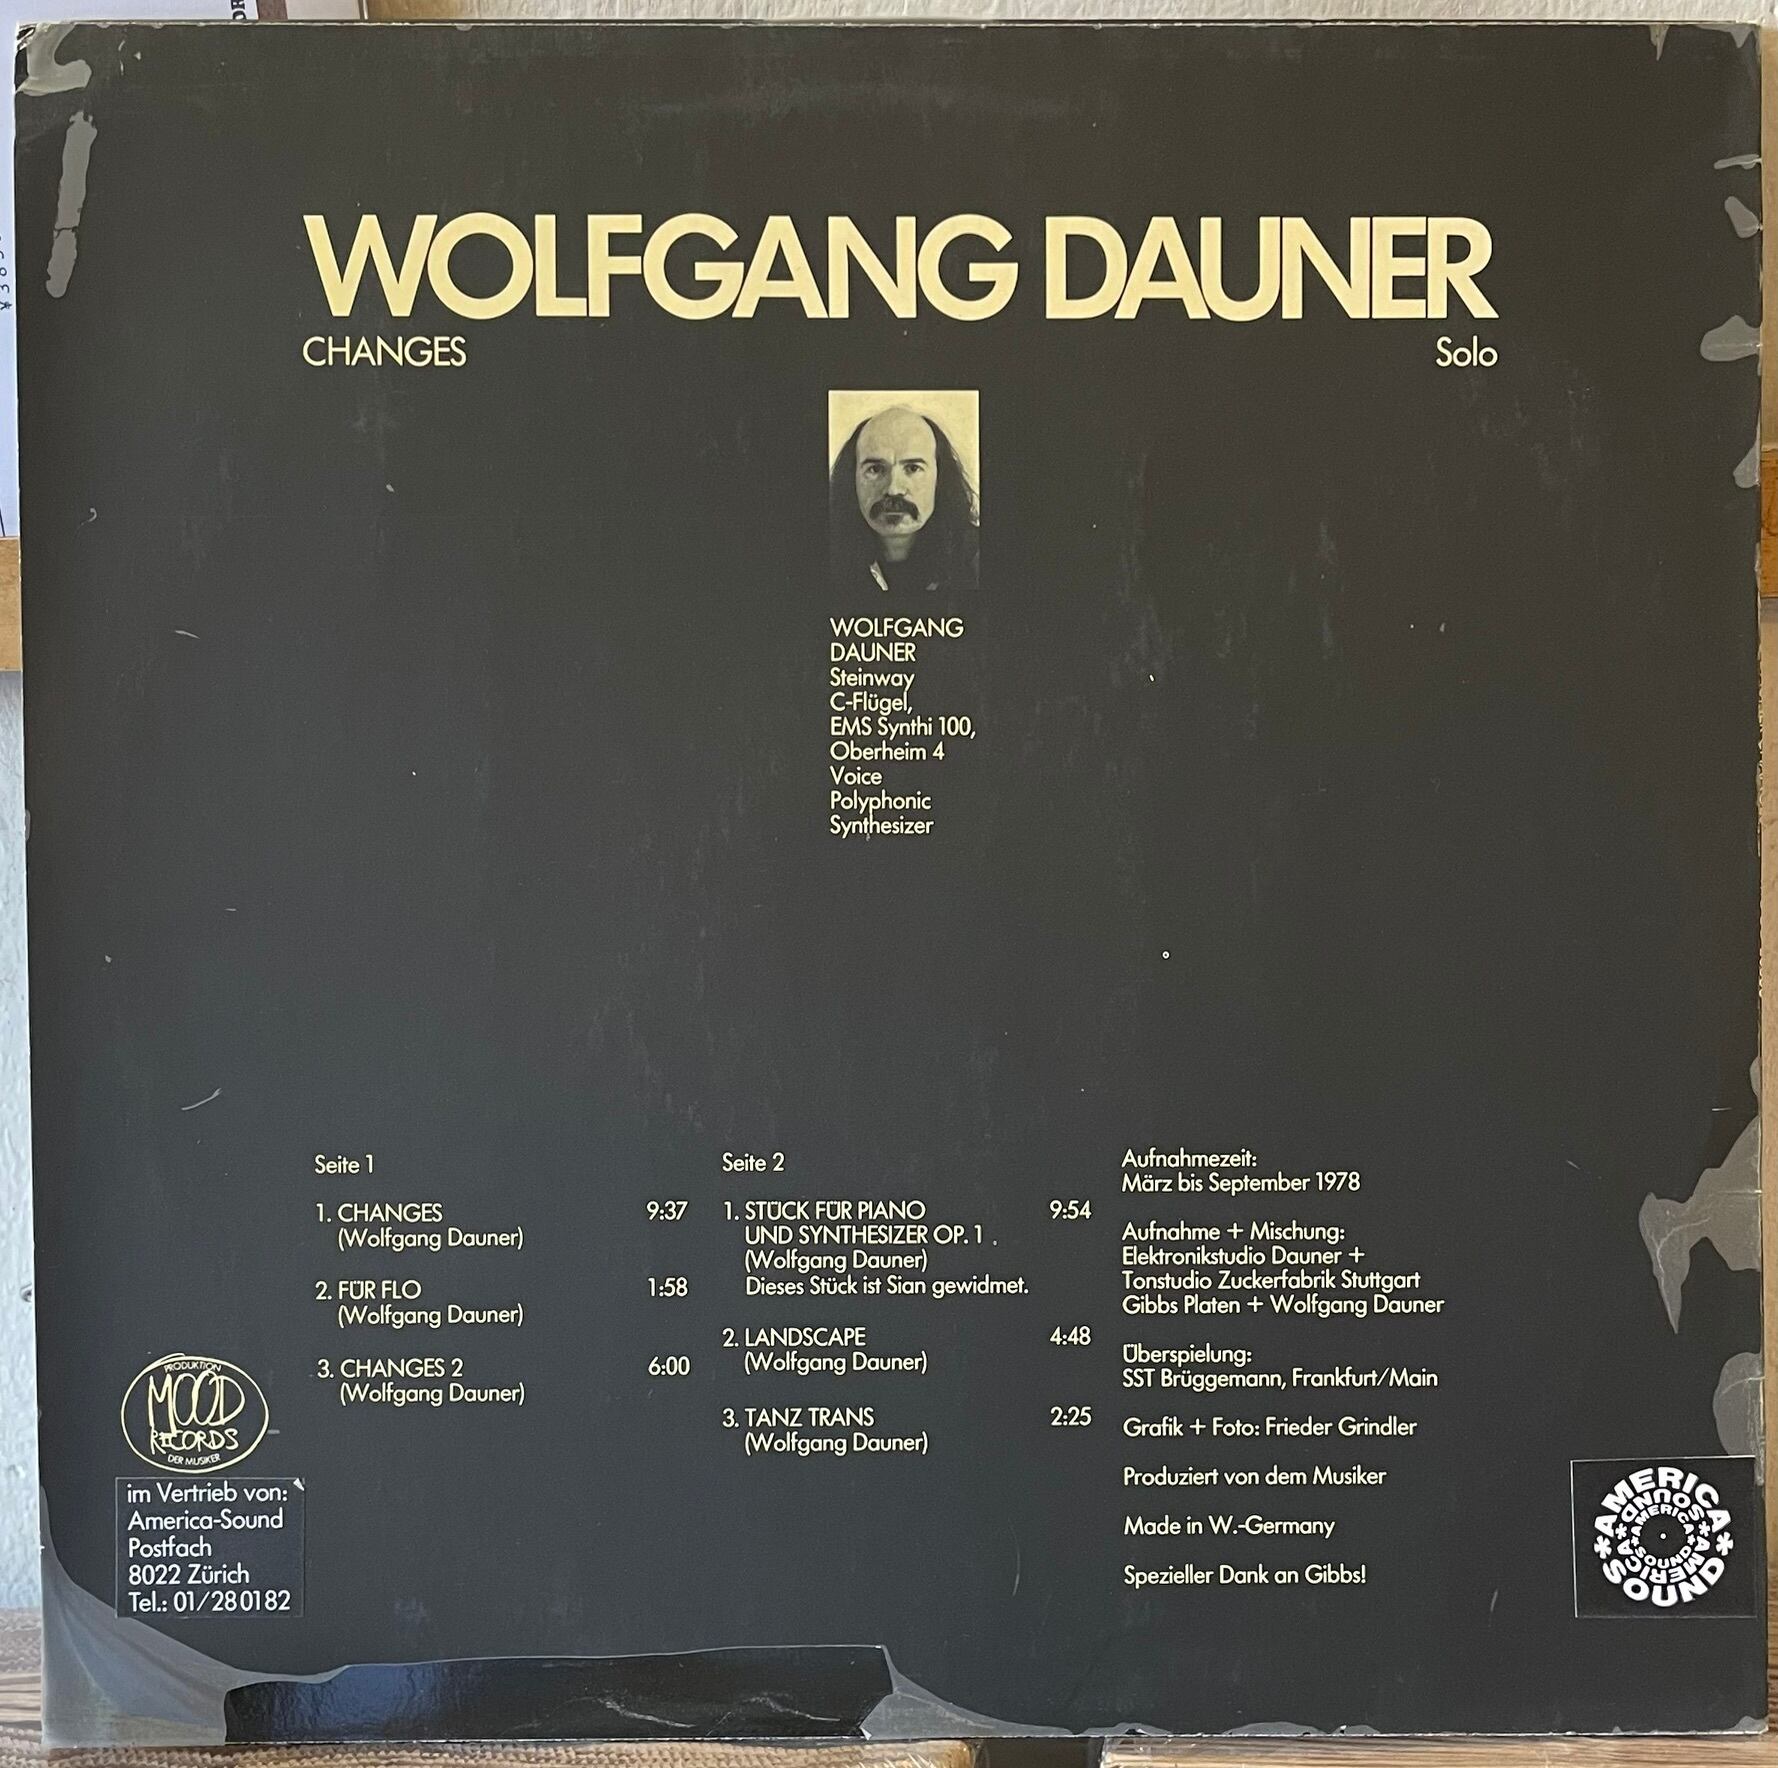 WOLFGANG DAUNER
CHANGES
Solo
WOLFGANG
DAUNER
Steinway
C-Flügel,
EMS Synthi 100,
Oberheim 4
Voice
Polyphonic
Synthesizer
Seite 1
1. CHANGES 9:37
(Wolfgang Dauner)
2. FÜR FLO 1:58
(Wolfgang Dauner)
3. CHANGES 2 6:00
(Wolfgang Dauner)
Seite 2
1. STÜCK FÜR PIANO 9:54
UND SYNTHESIZER OP. 1
(Wolfgang Dauner)
Dieses Stück ist Sian gewidmet.
2. LANDSCAPE 4:48
(Wolfgang Dauner)
3. TANZ TRANS 2:25
(Wolfgang Dauner)
Aufnahmezeit:
März bis September 1978
Aufnahme + Mischung:
Elektronikstudio Dauner +
Tonstudio Zuckerfabrik Stuttgart
Gibbs Platen + Wolfgang Dauner
Überspielung:
SST Brüggemann, Frankfurt/Main
Grafik + Foto: Frieder Grindler
Produziert von dem Musiker
Made in W.-Germany
Spezieller Dank an Gibbs!
PRODUKTION
MOOD
RECORDS
DER MUSIKER
im Vertrieb von:
America-Sound
Postfach
8022 Zürich
Tel.: 01/28 01 82
AMERICA * SOUND *
AMERICA * SOUND *
AMERICA * SOUND *